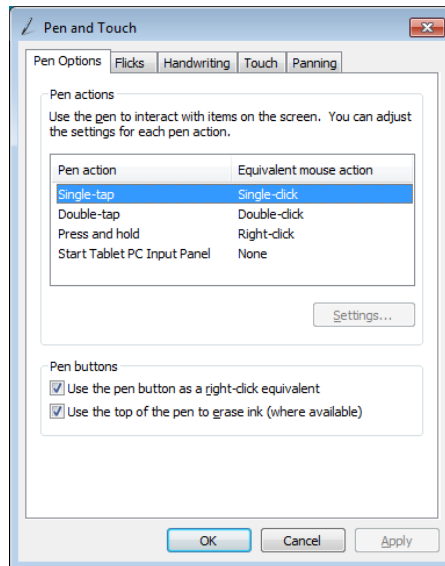 Pen and Touch
Pen Options Flicks Handwriting Touch Panning
Pen actions
Use the pen to interact with items on the screen. You can adjust
the settings for each pen action.
Pen action Equivalent mouse action
Single-tap Single-click
Double-tap Double-click
Press and hold Right-click
Start Tablet PC Input Panel None
Settings...
Pen buttons
Use the pen button as a right-click equivalent
Use the top of the pen to erase ink (where available)
OK Cancel Apply